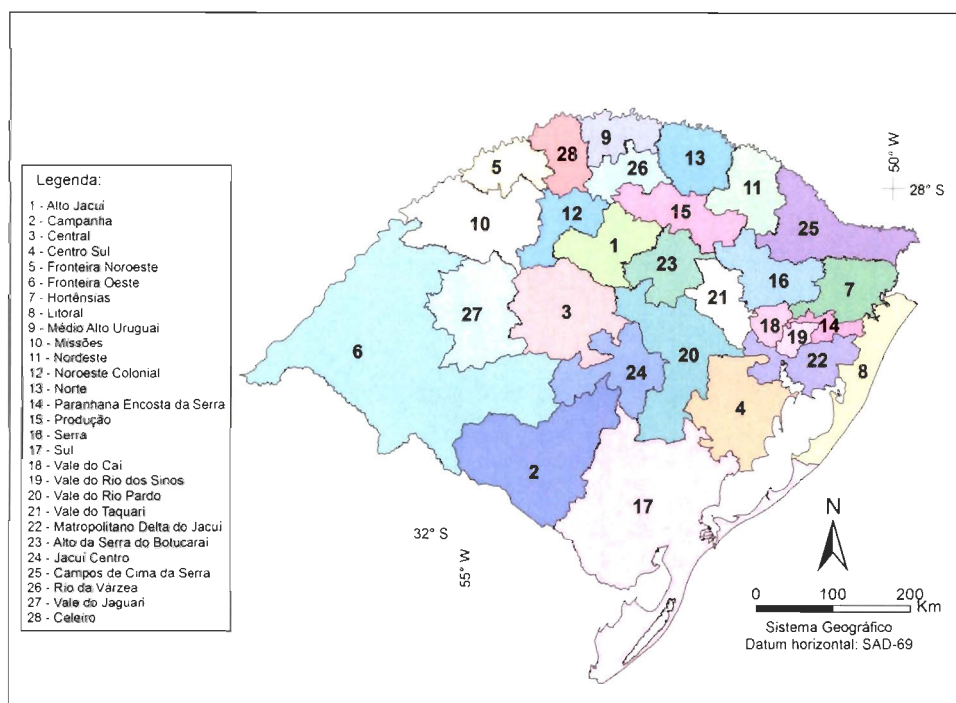 Legenda:
1 - Alto Jacuí
2 - Campanha
3 - Central
4 - Centro Sul
5 - Fronteira Noroeste
6 - Fronteira Oeste
7 - Hortênsias
8 - Litoral
9 - Médio Alto Uruguai
10 - Missões
11 - Nordeste
12 - Noroeste Colonial
13 - Norte
14 - Paranhana Encosta da Serra
15 - Produção
16 - Serra
17 - Sul
18 - Vale do Caí
19 - Vale do Rio dos Sinos
20 - Vale do Rio Pardo
21 - Vale do Taquari
22 - Matropolitano Delta do Jacuí
23 - Alto da Serra do Botucaraí
24 - Jacuí Centro
25 - Campos de Cima da Serra
26 - Rio da Várzea
27 - Vale do Jaguari
28 - Celeiro
50° W
28° S
9
28
13
5
26
11
15
12
10
25
1
23
16
7
21
27
3
18
14
19
6
20
22
8
24
4
2
17
32° S
55° W
N
0 100 200
Km
Sistema Geográfico
Datum horizontal: SAD-69